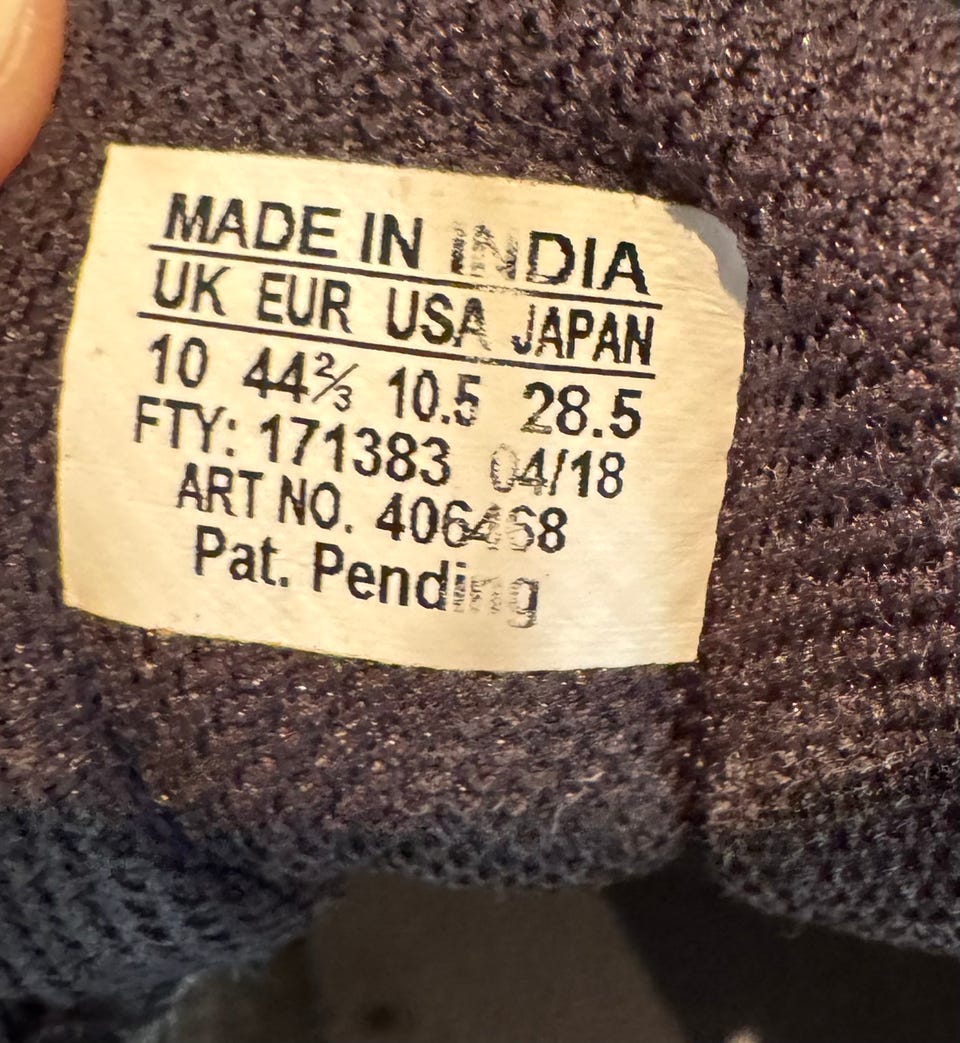 MADE IN INDIA
UK EUR USA JAPAN
10 44⅔ 10.5 28.5
FTY: 171383 04/18
ART NO. 406468
Pat. Pending